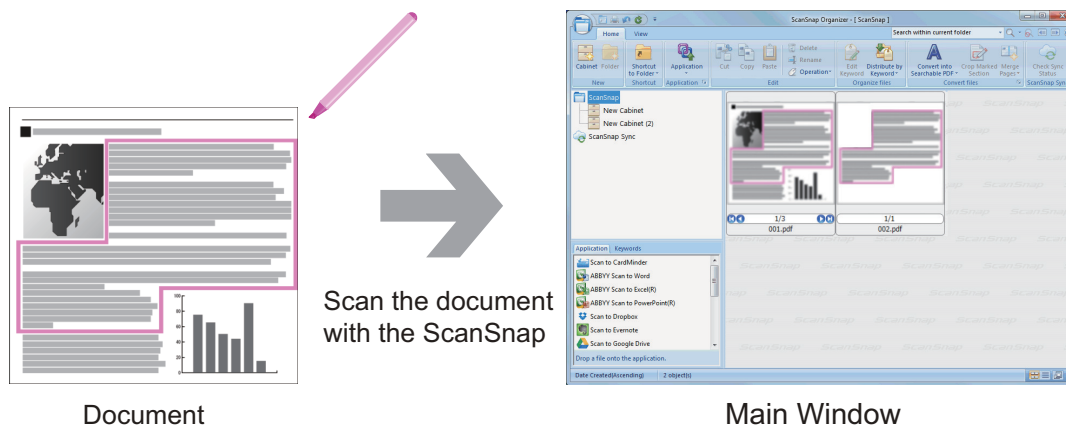 ScanSnap Organizer - [ ScanSnap ]
Home View
Search within current folder
Cabinet Folder Shortcut to Folder Application Cut Copy Paste Delete Rename Operation Edit Keyword Distribute by Keyword Convert into Searchable PDF Crop Marked Section Merge Pages Check Sync Status
New Shortcut Application Edit Organize files Convert files ScanSnap Sync
ScanSnap
New Cabinet
New Cabinet (2)
ScanSnap Sync
1/3
001.pdf
1/1
002.pdf
Application Keywords
Scan to CardMinder
ABBYY Scan to Word
ABBYY Scan to Excel(R)
ABBYY Scan to PowerPoint(R)
Scan to Dropbox
Scan to Evernote
Scan to Google Drive
Drop a file onto the application.
Date Created(Ascending) 2 object(s)
Scan the document
with the ScanSnap
Document
Main Window